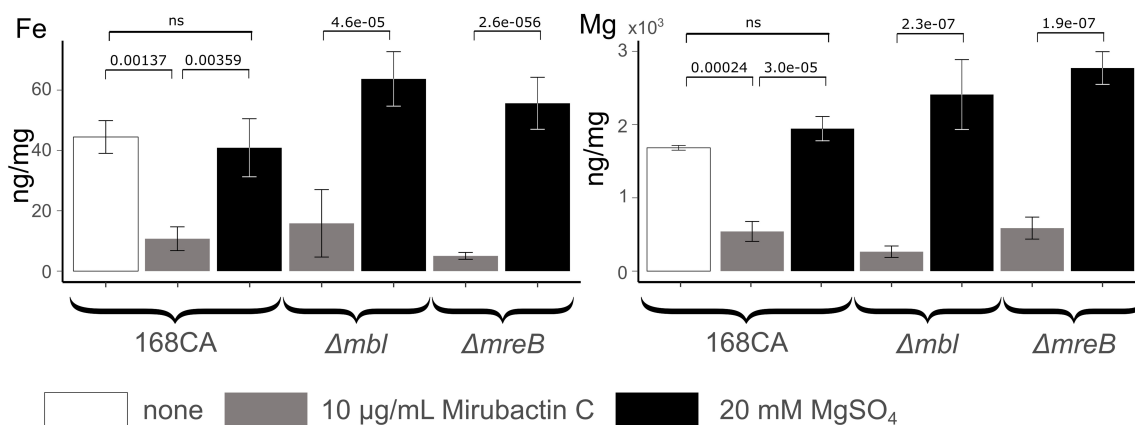 Fe
ns
4.6e-05
2.6e-056
0.00137
0.00359
60
40
20
0
ng/mg
168CA
Δmbl
ΔmreB
Mg
x10³
ns
2.3e-07
1.9e-07
0.00024
3.0e-05
3
2
1
0
ng/mg
168CA
Δmbl
ΔmreB
none
10 µg/mL Mirubactin C
20 mM MgSO₄